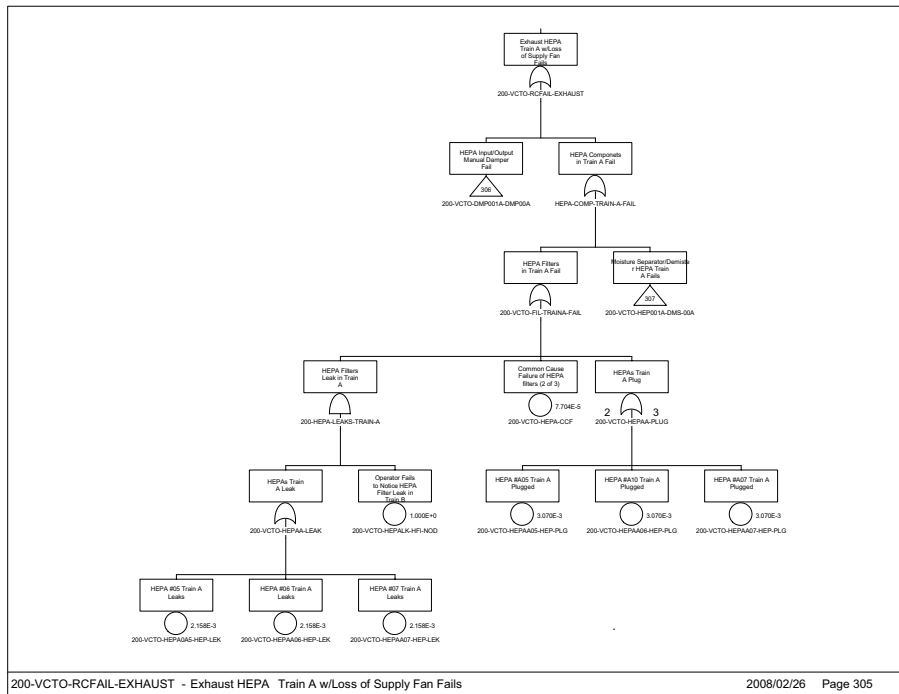 Exhaust HEPA
Train A w/Loss
of Supply Fan
Fails
200-VCTO-RCFAIL-EXHAUST
HEPA Input/Output
Manual Damper
Fail
306
200-VCTO-DMP001A-DMP00A
HEPA Componets
in Train A Fail
HEPA-COMP-TRAIN-A-FAIL
HEPA Filters
in Train A Fail
200-VCTO-FIL-TRAINA-FAIL
Moisture Separator/Demiste
r HEPA Train
A Fails
307
200-VCTO-HEP001A-DMS-00A
HEPA Filters
Leak in Train
A
200-HEPA-LEAKS-TRAIN-A
Common Cause
Failure of HEPA
filters (2 of 3)
7.704E-5
200-VCTO-HEPA-CCF
HEPAs Train
A Plug
2 3
200-VCTO-HEPAA-PLUG
HEPAs Train
A Leak
200-VCTO-HEPAA-LEAK
Operator Fails
to Notice HEPA
Filter Leak in
Train B
1.000E+0
200-VCTO-HEPALK-HFI-NOD
HEPA #A05 Train A
Plugged
3.070E-3
200-VCTO-HEPAA05-HEP-PLG
HEPA #A10 Train A
Plugged
3.070E-3
200-VCTO-HEPAA06-HEP-PLG
HEPA #A07 Train A
Plugged
3.070E-3
200-VCTO-HEPAA07-HEP-PLG
HEPA #05 Train A
Leaks
2.158E-3
200-VCTO-HEPA0A5-HEP-LEK
HEPA #06 Train A
Leaks
2.158E-3
200-VCTO-HEPAA06-HEP-LEK
HEPA #07 Train A
Leaks
2.158E-3
200-VCTO-HEPAA07-HEP-LEK
200-VCTO-RCFAIL-EXHAUST - Exhaust HEPA Train A w/Loss of Supply Fan Fails 2008/02/26 Page 305